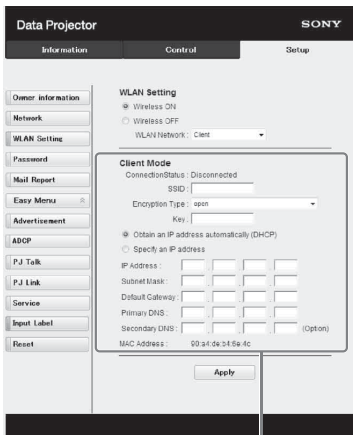 Data Projector
SONY
Information
Control
Setup
Owner information
Network
WLAN Setting
Password
Mail Report
Easy Menu
Advertisement
ADCP
PJ Talk
PJ Link
Service
Input Label
Reset
WLAN Setting
Wireless ON
Wireless OFF
WLAN Network : Client
Client Mode
ConnectionStatus : Disconnected
SSID :
Encryption Type : open
Key :
Obtain an IP address automatically (DHCP)
Specify an IP address
IP Address :
Subnet Mask :
Default Gateway :
Primary DNS :
Secondary DNS : (Option)
MAC Address : 90:a4:de:b4:6e:4c
Apply